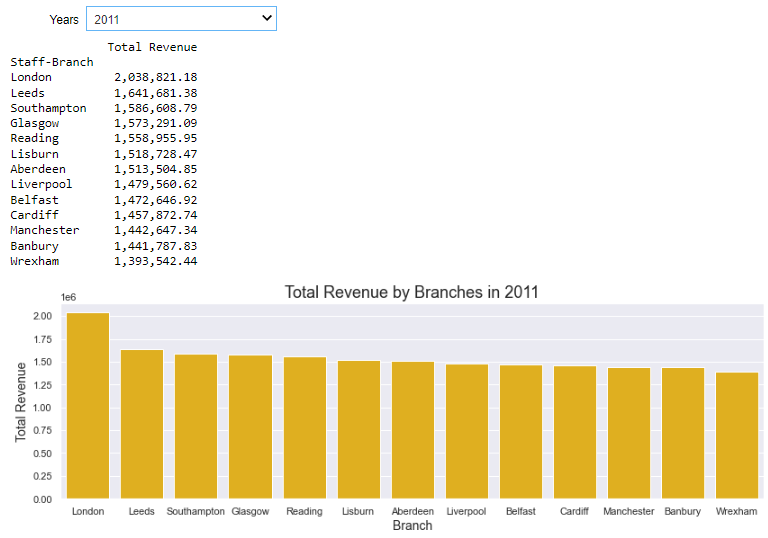 Years 2011
Total Revenue
Staff-Branch
London 2,038,821.18
Leeds 1,641,681.38
Southampton 1,586,608.79
Glasgow 1,573,291.09
Reading 1,558,955.95
Lisburn 1,518,728.47
Aberdeen 1,513,504.85
Liverpool 1,479,560.62
Belfast 1,472,646.92
Cardiff 1,457,872.74
Manchester 1,442,647.34
Banbury 1,441,787.83
Wrexham 1,393,542.44
Total Revenue by Branches in 2011
1e6
2.00
1.75
1.50
1.25
1.00
0.75
0.50
0.25
0.00
Total Revenue
London Leeds Southampton Glasgow Reading Lisburn Aberdeen Liverpool Belfast Cardiff Manchester Banbury Wrexham
Branch